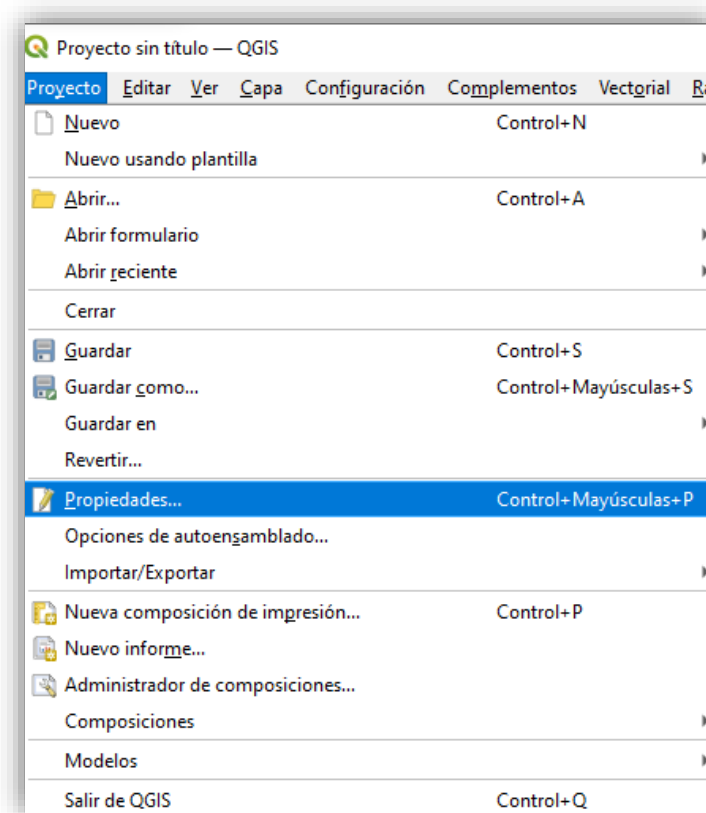 Proyecto sin título — QGIS
Proyecto Editar Ver Capa Configuración Complementos Vectorial
Nuevo Control+N
Nuevo usando plantilla
Abrir... Control+A
Abrir formulario
Abrir reciente
Cerrar
Guardar Control+S
Guardar como... Control+Mayúsculas+S
Guardar en
Revertir...
Propiedades... Control+Mayúsculas+P
Opciones de autoensamblado...
Importar/Exportar
Nueva composición de impresión... Control+P
Nuevo informe...
Administrador de composiciones...
Composiciones
Modelos
Salir de QGIS Control+Q